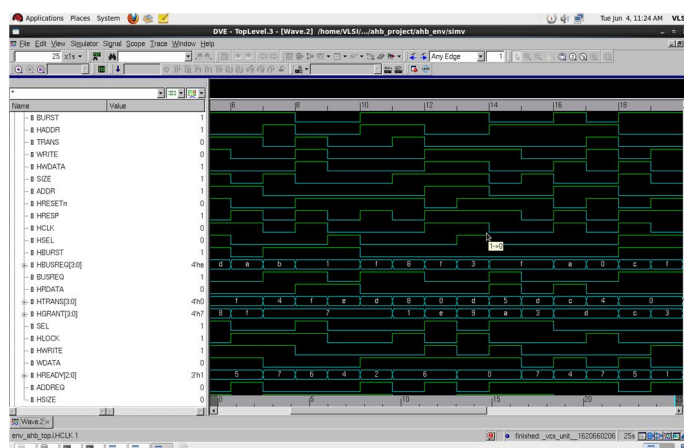 Applications Places System Tue Jun 4, 11:24 AM VLSI
DVE - TopLevel.3 - [Wave.2] /home/VLSI/.../ahb_project/ahb_env/simv
File Edit View Simulator Signal Scope Trace Window Help
25 x1s Any Edge 1
*
Name Value 6 8 10 12 14 16 18
BURST 1
HADDR 1
TRANS 0
WRITE 0
HWDATA 1
SIZE 1
ADDR 1
HRESETn 0
HRESP 1
HCLK 0
HSEL 0
1->0
HBURST 1
HBUSREQ[3:0] 4'he d a b 1 f 8 f 3 f a 0 c f
BUSREQ 1
HRDATA 0
HTRANS[3:0] 4'h0 f 4 f e d 8 0 d 5 d c 4 0
HGRANT[3:0] 4'h7 8 f 7 1 e 9 a 3 d c 3
SEL 1
HLOCK 1
HWRITE 1
WDATA 0
HREADY[2:0] 3'h1 5 7 6 4 2 6 0 7 4 7 5 1
ADDREQ 0
HSIZE 0 0 5 10 15 20 25
Wave.2
env_ahb_top.HCLK 1 finished: _vcs_unit__1620660206 25s